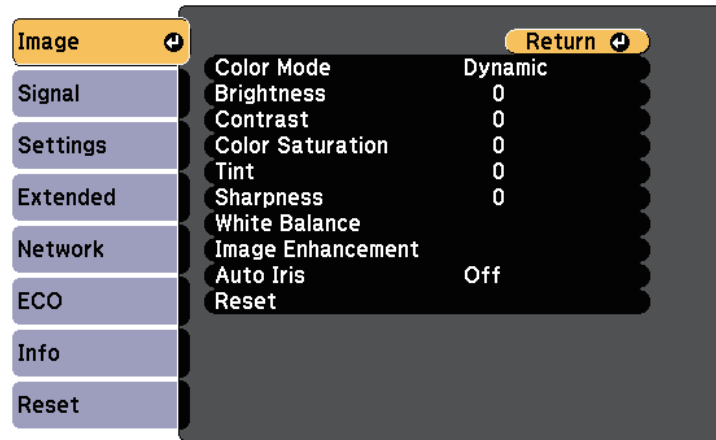 Image
Signal
Settings
Extended
Network
ECO
Info
Reset
Return
Color Mode Dynamic
Brightness 0
Contrast 0
Color Saturation 0
Tint 0
Sharpness 0
White Balance
Image Enhancement
Auto Iris Off
Reset